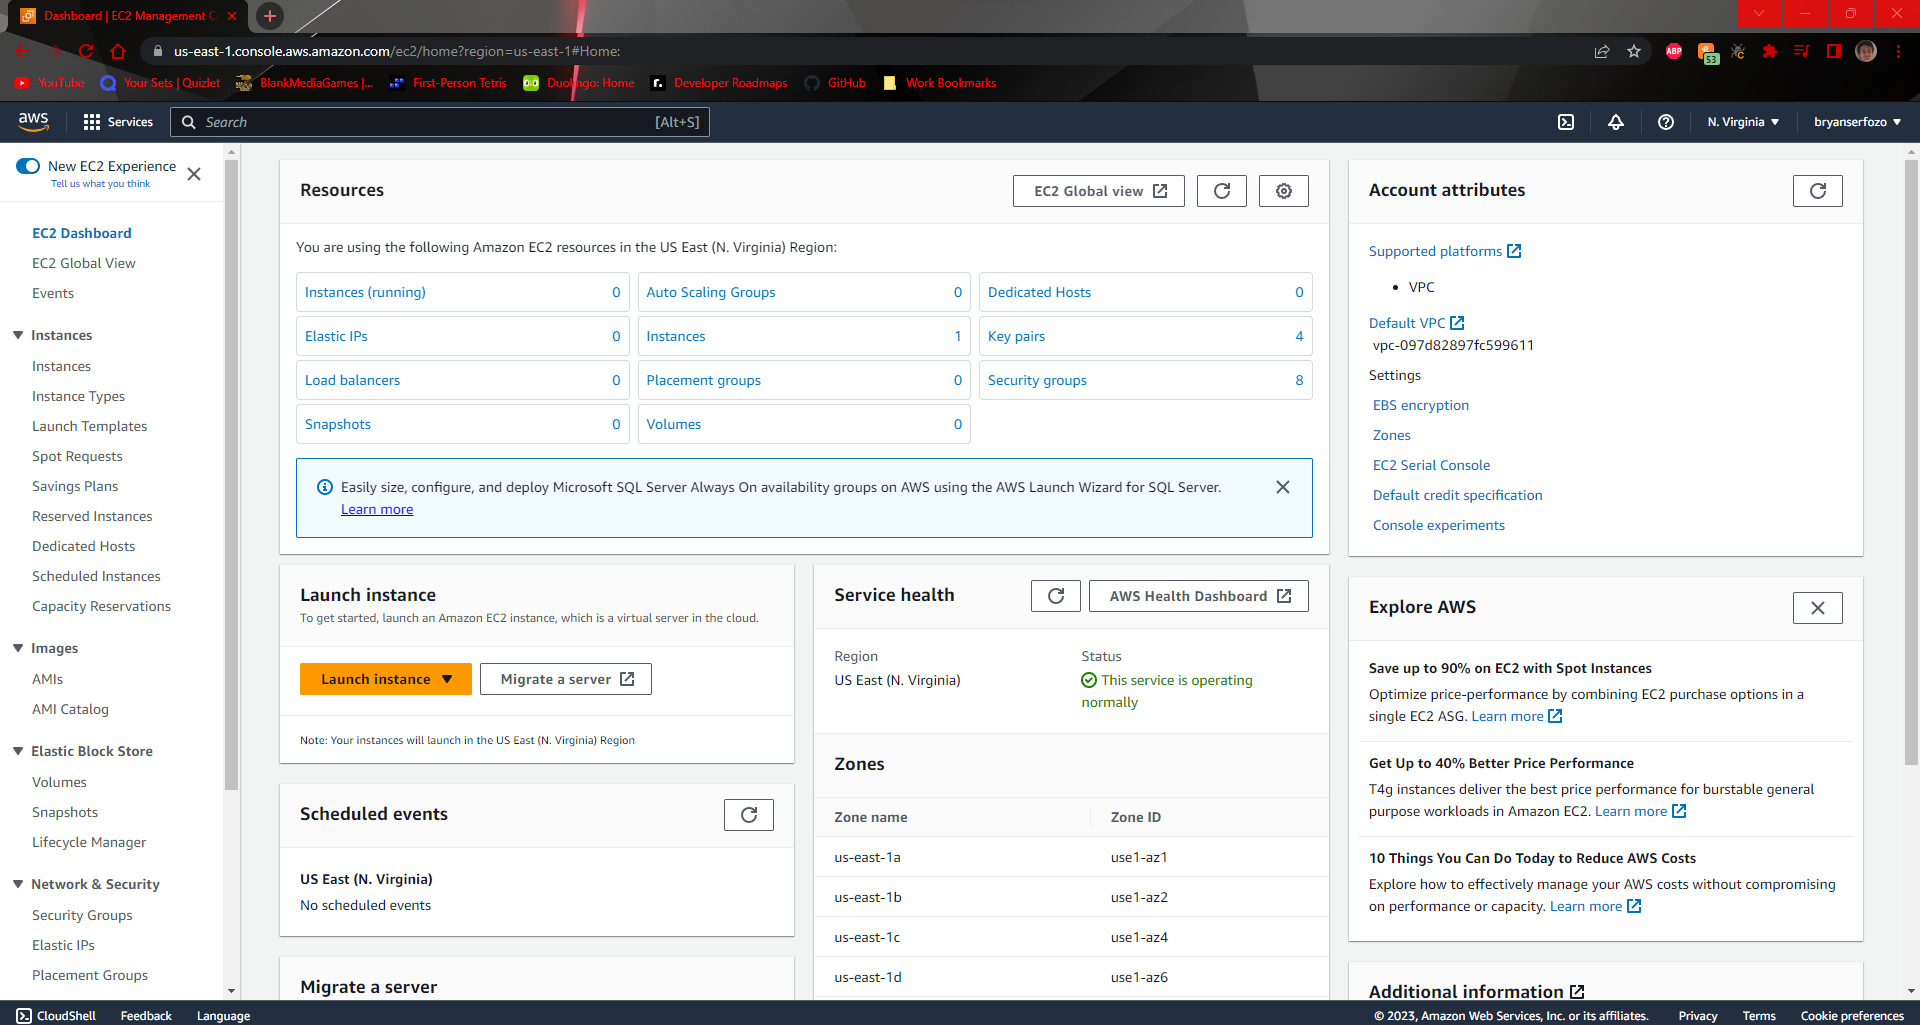 Dashboard | EC2 Management C
us-east-1.console.aws.amazon.com/ec2/home?region=us-east-1#Home:
ABP
53
YouTube
Your Sets | Quizlet
BlankMediaGames |...
First-Person Tetris
Duolingo: Home
r.
Developer Roadmaps
GitHub
Work Bookmarks
aws
Services
Search
[Alt+S]
N. Virginia
bryanserfozo
New EC2 Experience
Tell us what you think
EC2 Dashboard
EC2 Global View
Events
Instances
Instances
Instance Types
Launch Templates
Spot Requests
Savings Plans
Reserved Instances
Dedicated Hosts
Scheduled Instances
Capacity Reservations
Images
AMIs
AMI Catalog
Elastic Block Store
Volumes
Snapshots
Lifecycle Manager
Network & Security
Security Groups
Elastic IPs
Placement Groups
Resources
EC2 Global view
You are using the following Amazon EC2 resources in the US East (N. Virginia) Region:
Instances (running) 0
Auto Scaling Groups 0
Dedicated Hosts 0
Elastic IPs 0
Instances 1
Key pairs 4
Load balancers 0
Placement groups 0
Security groups 8
Snapshots 0
Volumes 0
Easily size, configure, and deploy Microsoft SQL Server Always On availability groups on AWS using the AWS Launch Wizard for SQL Server.
Learn more
Launch instance
To get started, launch an Amazon EC2 instance, which is a virtual server in the cloud.
Launch instance
Migrate a server
Note: Your instances will launch in the US East (N. Virginia) Region
Scheduled events
US East (N. Virginia)
No scheduled events
Migrate a server
Service health
AWS Health Dashboard
Region
US East (N. Virginia)
Status
This service is operating
normally
Zones
Zone name Zone ID
us-east-1a use1-az1
us-east-1b use1-az2
us-east-1c use1-az4
us-east-1d use1-az6
Account attributes
Supported platforms
• VPC
Default VPC
vpc-097d82897fc599611
Settings
EBS encryption
Zones
EC2 Serial Console
Default credit specification
Console experiments
Explore AWS
Save up to 90% on EC2 with Spot Instances
Optimize price-performance by combining EC2 purchase options in a
single EC2 ASG. Learn more
Get Up to 40% Better Price Performance
T4g instances deliver the best price performance for burstable general
purpose workloads in Amazon EC2. Learn more
10 Things You Can Do Today to Reduce AWS Costs
Explore how to effectively manage your AWS costs without compromising
on performance or capacity. Learn more
Additional information
CloudShell
Feedback
Language
© 2023, Amazon Web Services, Inc. or its affiliates.
Privacy
Terms
Cookie preferences